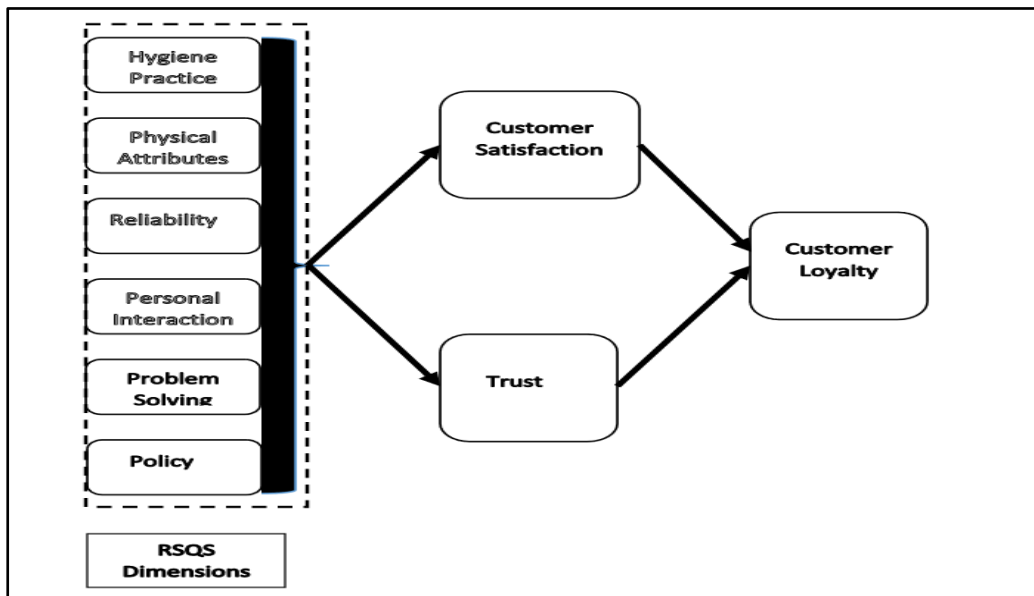 Hygiene
Practice
Physical
Attributes
Reliability
Personal
Interaction
Problem
Solving
Policy
RSQS
Dimensions
Customer
Satisfaction
Trust
Customer
Loyalty